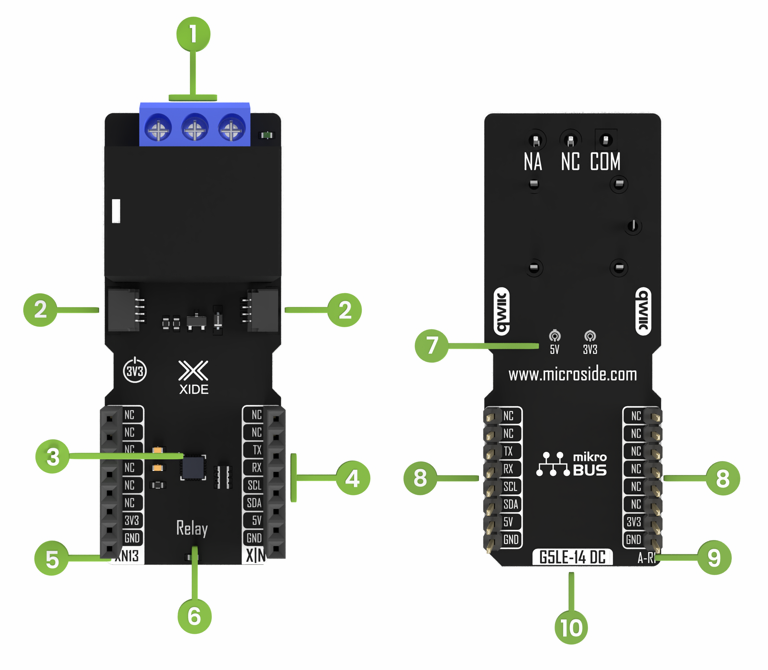 1
2
2
3V3
XIDE
NC
NC
NC
NC
NC
NC
3V3
GND
NC
NC
TX
RX
SCL
SDA
5V
GND
3
4
Relay
5
XN13
X|N
6
NA NC COM
qwiic
qwiic
7
5V
3V3
www.microside.com
NC
NC
TX
RX
SCL
SDA
5V
GND
NC
NC
NC
NC
NC
NC
3V3
GND
8
8
mikro
BUS
G5LE-14 DC
9
10